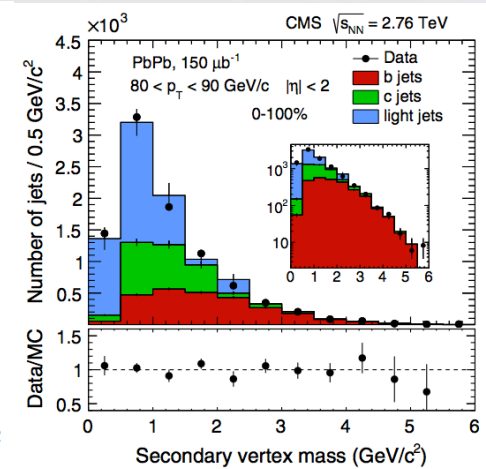 ×10³
CMS √s_NN = 2.76 TeV
4.5
4
3.5
3
2.5
2
1.5
1
0.5
Number of jets / 0.5 GeV/c²
PbPb, 150 μb⁻¹
80 < p_T < 90 GeV/c |η| < 2
0-100%
Data
b jets
c jets
light jets
10³
10²
10
0 1 2 3 4 5 6
1.5
1
0.5
Data/MC
0 1 2 3 4 5 6
Secondary vertex mass (GeV/c²)